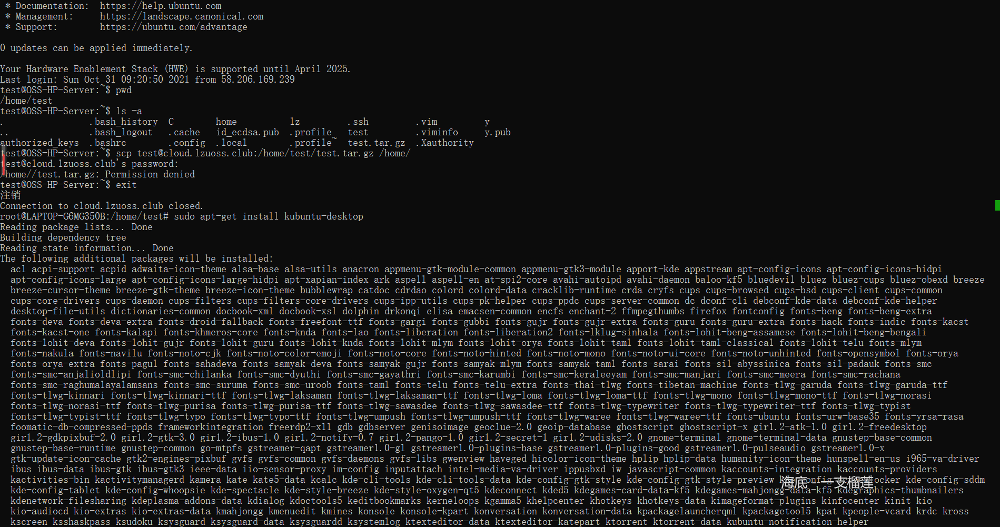 * Documentation:  https://help.ubuntu.com
* Management:     https://landscape.canonical.com
* Support:        https://ubuntu.com/advantage
0 updates can be applied immediately.
Your Hardware Enablement Stack (HWE) is supported until April 2025.
Last login: Sun Oct 31 09:20:50 2021 from 58.206.169.239
test@OSS-HP-Server:~$ pwd
/home/test
test@OSS-HP-Server:~$ ls -a
.                .bash_history  C        home          lz         .ssh         .vim         y
..               .bash_logout   .cache   id_ecdsa.pub  .profile   test         .viminfo     y.pub
authorized_keys  .bashrc        .config  .local        .profile~  test.tar.gz  .Xauthority
test@OSS-HP-Server:~$ scp test@cloud.lzuoss.club:/home/test/test.tar.gz /home/
test@cloud.lzuoss.club's password:
/home//test.tar.gz: Permission denied
test@OSS-HP-Server:~$ exit
注销
Connection to cloud.lzuoss.club closed.
root@LAPTOP-G6MG350B:/home/test# sudo apt-get install kubuntu-desktop
Reading package lists... Done
Building dependency tree
Reading state information... Done
The following additional packages will be installed:
acl acpi-support acpid adwaita-icon-theme alsa-base alsa-utils anacron appmenu-gtk-module-common appmenu-gtk3-module apport-kde appstream apt-config-icons apt-config-icons-hidpi
apt-config-icons-large apt-config-icons-large-hidpi apt-xapian-index ark aspell aspell-en at-spi2-core avahi-autoipd avahi-daemon baloo-kf5 bluedevil bluez bluez-cups bluez-obexd breeze
breeze-cursor-theme breeze-gtk-theme breeze-icon-theme bubblewrap catdoc cdrdao colord colord-data cracklib-runtime crda cryfs cups cups-browsed cups-bsd cups-client cups-common
cups-core-drivers cups-daemon cups-filters cups-filters-core-drivers cups-ipp-utils cups-pk-helper cups-ppdc cups-server-common dc dconf-cli debconf-kde-data debconf-kde-helper
desktop-file-utils dictionaries-common docbook-xml docbook-xsl dolphin drkonqi elisa emacsen-common encfs enchant-2 ffmpegthumbs firefox fontconfig fonts-beng fonts-beng-extra
fonts-deva fonts-deva-extra fonts-droid-fallback fonts-freefont-ttf fonts-gargi fonts-gubbi fonts-gujr fonts-gujr-extra fonts-guru fonts-guru-extra fonts-hack fonts-indic fonts-kacst
fonts-kacst-one fonts-kalapi fonts-khmeros-core fonts-knda fonts-lao fonts-liberation fonts-liberation2 fonts-lklug-sinhala fonts-lohit-beng-assamese fonts-lohit-beng-bengali
fonts-lohit-deva fonts-lohit-gujr fonts-lohit-guru fonts-lohit-knda fonts-lohit-mlym fonts-lohit-orya fonts-lohit-taml fonts-lohit-taml-classical fonts-lohit-telu fonts-mlym
fonts-nakula fonts-navilu fonts-noto-cjk fonts-noto-color-emoji fonts-noto-core fonts-noto-hinted fonts-noto-mono fonts-noto-ui-core fonts-noto-unhinted fonts-opensymbol fonts-orya
fonts-orya-extra fonts-pagul fonts-sahadeva fonts-samyak-deva fonts-samyak-gujr fonts-samyak-mlym fonts-samyak-taml fonts-sarai fonts-sil-abyssinica fonts-sil-padauk fonts-smc
fonts-smc-anjalioldlipi fonts-smc-chilanka fonts-smc-dyuthi fonts-smc-gayathri fonts-smc-karumbi fonts-smc-keraleeyam fonts-smc-manjari fonts-smc-meera fonts-smc-rachana
fonts-smc-raghumalayalamsans fonts-smc-suruma fonts-smc-uroob fonts-taml fonts-telu fonts-telu-extra fonts-thai-tlwg fonts-tibetan-machine fonts-tlwg-garuda fonts-tlwg-garuda-ttf
fonts-tlwg-kinnari fonts-tlwg-kinnari-ttf fonts-tlwg-laksaman fonts-tlwg-laksaman-ttf fonts-tlwg-loma fonts-tlwg-loma-ttf fonts-tlwg-mono fonts-tlwg-mono-ttf fonts-tlwg-norasi
fonts-tlwg-norasi-ttf fonts-tlwg-purisa fonts-tlwg-purisa-ttf fonts-tlwg-sawasdee fonts-tlwg-sawasdee-ttf fonts-tlwg-typewriter fonts-tlwg-typewriter-ttf fonts-tlwg-typist
fonts-tlwg-typist-ttf fonts-tlwg-typo fonts-tlwg-typo-ttf fonts-tlwg-umpush fonts-tlwg-umpush-ttf fonts-tlwg-waree fonts-tlwg-waree-ttf fonts-ubuntu fonts-urw-base35 fonts-yrsa-rasa
foomatic-db-compressed-ppds frameworkintegration freerdp2-x11 gdb gdbserver genisoimage geoclue-2.0 geoip-database ghostscript ghostscript-x gir1.2-atk-1.0 gir1.2-freedesktop
gir1.2-gdkpixbuf-2.0 gir1.2-gtk-3.0 gir1.2-ibus-1.0 gir1.2-notify-0.7 gir1.2-pango-1.0 gir1.2-secret-1 gir1.2-udisks-2.0 gnome-terminal gnome-terminal-data gnustep-base-common
gnustep-base-runtime gnustep-common go-mtpfs gstreamer-qapt gstreamer1.0-gl gstreamer1.0-plugins-base gstreamer1.0-plugins-good gstreamer1.0-pulseaudio gstreamer1.0-x
gtk-update-icon-cache gtk2-engines-pixbuf gvfs gvfs-common gvfs-daemons gvfs-libs gwenview haveged hicolor-icon-theme hplip hplip-data humanity-icon-theme hunspell-en-us i965-va-driver
ibus ibus-data ibus-gtk ibus-gtk3 ieee-data iio-sensor-proxy im-config inputattach intel-media-va-driver ippusbxd iw javascript-common kaccounts-integration kaccounts-providers
kactivities-bin kactivitymanagerd kamera kate kate5-data kcalc kde-cli-tools kde-cli-tools-data kde-config-gtk-style kde-config-gtk-style-preview kde-config-sddm
海底一支榴莲
kde-config-tablet kde-config-whoopsie kde-spectacle kde-style-breeze kde-style-oxygen-qt5 kdeconnect kded5 kdegames-card-data-kf5 kdegames-mahjongg-data-kf5 kdegraphics-thumbnailers
kdenetwork-filesharing kdeplasma-addons-data kdialog kdoctools5 keditbookmarks kerneloops kgamma5 khelpcenter khotkeys khotkeys-data kimageformat-plugins kinfocenter kinit kio
kio-audiocd kio-extras kio-extras-data kmahjongg kmenuedit kmines konsole konsole-kpart konversation konversation-data kpackagelauncherqml kpackagetool5 kpat kpeople-vcard krdc kross
kscreen ksshaskpass ksudoku ksysguard ksysguard-data ksysguardd ksystemlog ktexteditor-data ktexteditor-katepart ktorrent ktorrent-data kubuntu-notification-helper